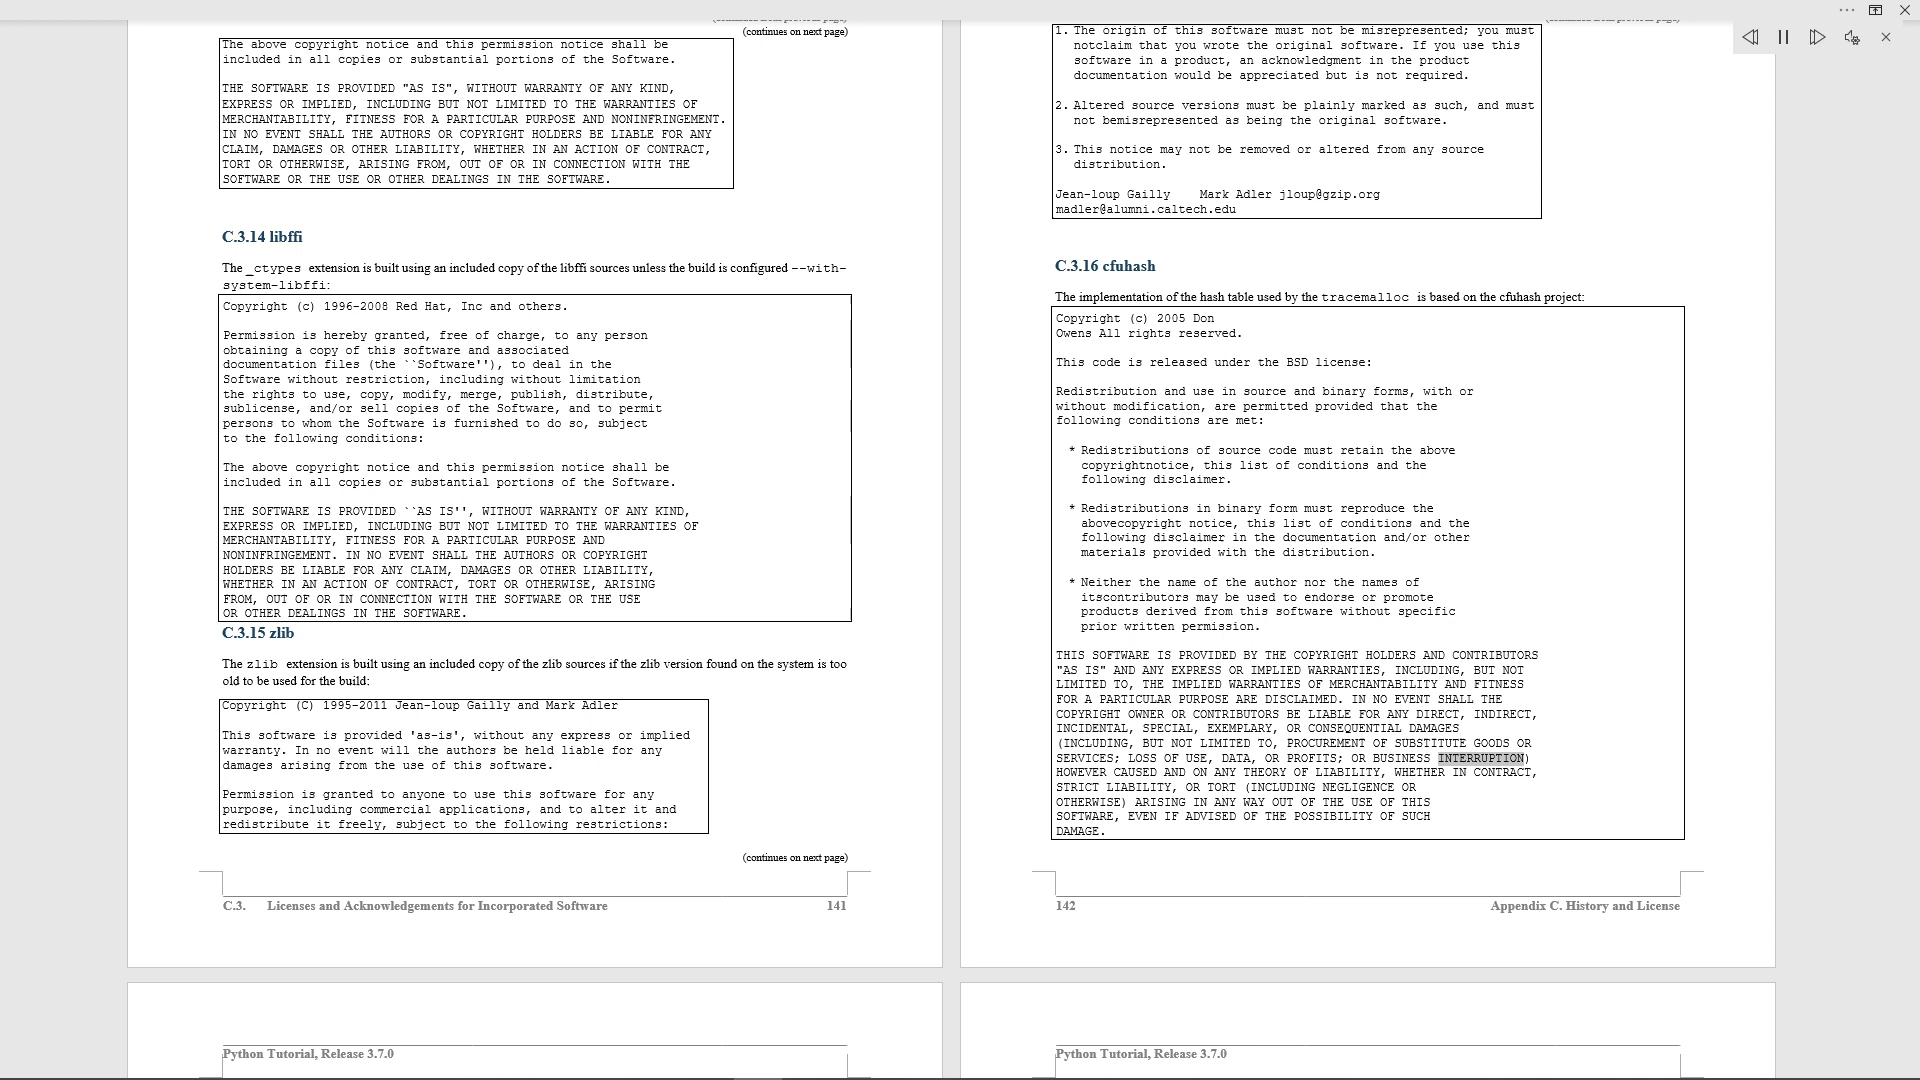 (continues on next page)
The above copyright notice and this permission notice shall be
included in all copies or substantial portions of the Software.
THE SOFTWARE IS PROVIDED "AS IS", WITHOUT WARRANTY OF ANY KIND,
EXPRESS OR IMPLIED, INCLUDING BUT NOT LIMITED TO THE WARRANTIES OF
MERCHANTABILITY, FITNESS FOR A PARTICULAR PURPOSE AND NONINFRINGEMENT.
IN NO EVENT SHALL THE AUTHORS OR COPYRIGHT HOLDERS BE LIABLE FOR ANY
CLAIM, DAMAGES OR OTHER LIABILITY, WHETHER IN AN ACTION OF CONTRACT,
TORT OR OTHERWISE, ARISING FROM, OUT OF OR IN CONNECTION WITH THE
SOFTWARE OR THE USE OR OTHER DEALINGS IN THE SOFTWARE.
C.3.14 libffi
The _ctypes extension is built using an included copy of the libffi sources unless the build is configured --with-
system-libffi:
Copyright (c) 1996-2008 Red Hat, Inc and others.
Permission is hereby granted, free of charge, to any person
obtaining a copy of this software and associated
documentation files (the ``Software''), to deal in the
Software without restriction, including without limitation
the rights to use, copy, modify, merge, publish, distribute,
sublicense, and/or sell copies of the Software, and to permit
persons to whom the Software is furnished to do so, subject
to the following conditions:
The above copyright notice and this permission notice shall be
included in all copies or substantial portions of the Software.
THE SOFTWARE IS PROVIDED ``AS IS'', WITHOUT WARRANTY OF ANY KIND,
EXPRESS OR IMPLIED, INCLUDING BUT NOT LIMITED TO THE WARRANTIES OF
MERCHANTABILITY, FITNESS FOR A PARTICULAR PURPOSE AND
NONINFRINGEMENT. IN NO EVENT SHALL THE AUTHORS OR COPYRIGHT
HOLDERS BE LIABLE FOR ANY CLAIM, DAMAGES OR OTHER LIABILITY,
WHETHER IN AN ACTION OF CONTRACT, TORT OR OTHERWISE, ARISING
FROM, OUT OF OR IN CONNECTION WITH THE SOFTWARE OR THE USE
OR OTHER DEALINGS IN THE SOFTWARE.
C.3.15 zlib
The zlib extension is built using an included copy of the zlib sources if the zlib version found on the system is too
old to be used for the build:
Copyright (C) 1995-2011 Jean-loup Gailly and Mark Adler
This software is provided 'as-is', without any express or implied
warranty. In no event will the authors be held liable for any
damages arising from the use of this software.
Permission is granted to anyone to use this software for any
purpose, including commercial applications, and to alter it and
redistribute it freely, subject to the following restrictions:
(continues on next page)
C.3. Licenses and Acknowledgements for Incorporated Software 141
Python Tutorial, Release 3.7.0
1. The origin of this software must not be misrepresented; you must
notclaim that you wrote the original software. If you use this
software in a product, an acknowledgment in the product
documentation would be appreciated but is not required.
2. Altered source versions must be plainly marked as such, and must
not bemisrepresented as being the original software.
3. This notice may not be removed or altered from any source
distribution.
Jean-loup Gailly Mark Adler jloup@gzip.org
madler@alumni.caltech.edu
C.3.16 cfuhash
The implementation of the hash table used by the tracemalloc is based on the cfuhash project:
Copyright (c) 2005 Don
Owens All rights reserved.
This code is released under the BSD license:
Redistribution and use in source and binary forms, with or
without modification, are permitted provided that the
following conditions are met:
* Redistributions of source code must retain the above
copyrightnotice, this list of conditions and the
following disclaimer.
* Redistributions in binary form must reproduce the
abovecopyright notice, this list of conditions and the
following disclaimer in the documentation and/or other
materials provided with the distribution.
* Neither the name of the author nor the names of
itscontributors may be used to endorse or promote
products derived from this software without specific
prior written permission.
THIS SOFTWARE IS PROVIDED BY THE COPYRIGHT HOLDERS AND CONTRIBUTORS
"AS IS" AND ANY EXPRESS OR IMPLIED WARRANTIES, INCLUDING, BUT NOT
LIMITED TO, THE IMPLIED WARRANTIES OF MERCHANTABILITY AND FITNESS
FOR A PARTICULAR PURPOSE ARE DISCLAIMED. IN NO EVENT SHALL THE
COPYRIGHT OWNER OR CONTRIBUTORS BE LIABLE FOR ANY DIRECT, INDIRECT,
INCIDENTAL, SPECIAL, EXEMPLARY, OR CONSEQUENTIAL DAMAGES
(INCLUDING, BUT NOT LIMITED TO, PROCUREMENT OF SUBSTITUTE GOODS OR
SERVICES; LOSS OF USE, DATA, OR PROFITS; OR BUSINESS INTERRUPTION)
HOWEVER CAUSED AND ON ANY THEORY OF LIABILITY, WHETHER IN CONTRACT,
STRICT LIABILITY, OR TORT (INCLUDING NEGLIGENCE OR
OTHERWISE) ARISING IN ANY WAY OUT OF THE USE OF THIS
SOFTWARE, EVEN IF ADVISED OF THE POSSIBILITY OF SUCH
DAMAGE.
142 Appendix C. History and License
Python Tutorial, Release 3.7.0